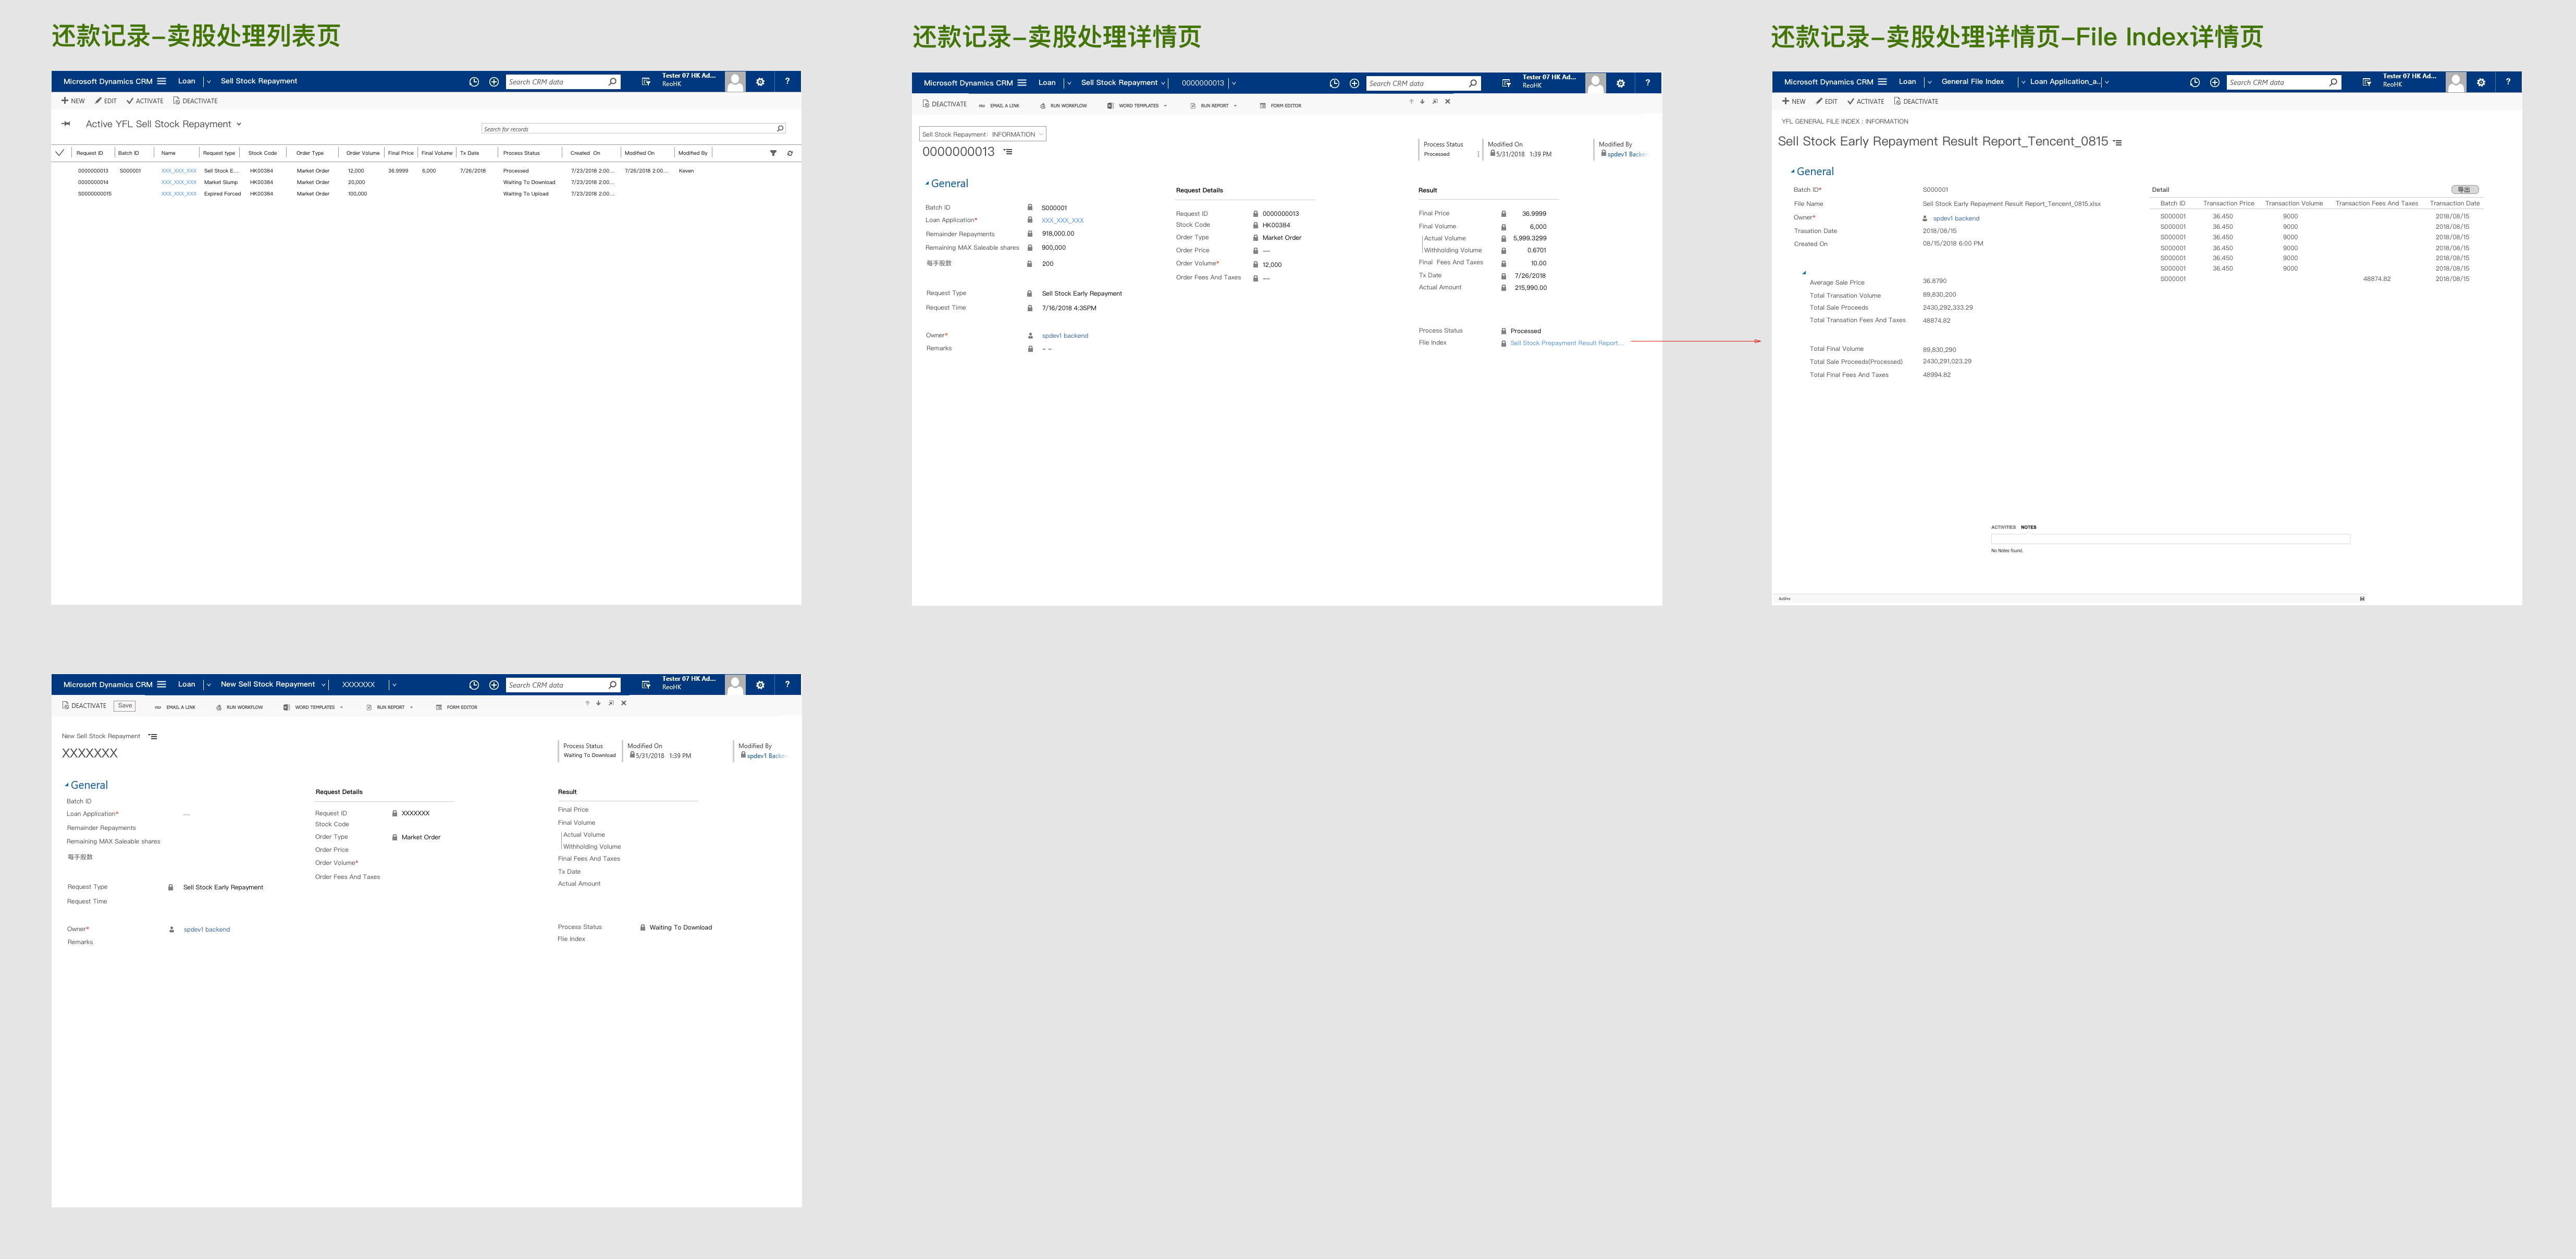 还款记录-卖股处理列表页
Microsoft Dynamics CRM Loan Sell Stock Repayment Search CRM data Tester 07 HK Ad... ReoHK ?
NEW EDIT ACTIVATE DEACTIVATE
Active YFL Sell Stock Repayment
Search for records
Request ID Batch ID Name Request type Stock Code Order Type Order Volume Final Price Final Volume Tx Date Process Status Created On Modified On Modified By
0000000013 S000001 XXX_XXX_XXX Sell Stock E... HK00384 Market Order 12,000 36.9999 6,000 7/26/2018 Processed 7/23/2018 2:00... 7/26/2018 2:00... Kaven
0000000014 XXX_XXX_XXX Market Slump HK00384 Market Order 20,000 Waiting To Download 7/23/2018 2:00...
S0000000015 XXX_XXX_XXX Expired Forced HK00384 Market Order 100,000 Waiting To Upload 7/23/2018 2:00...
还款记录-卖股处理详情页
Microsoft Dynamics CRM Loan Sell Stock Repayment 0000000013 Search CRM data Tester 07 HK Ad... ReoHK ?
DEACTIVATE EMAIL A LINK RUN WORKFLOW WORD TEMPLATES RUN REPORT FORM EDITOR
Sell Stock Repayment: INFORMATION
0000000013
Process Status Modified On Modified By
Processed 5/31/2018 1:39 PM spdev1 Backe
General
Batch ID S000001
Loan Application* XXX_XXX_XXX
Remainder Repayments 918,000.00
Remaining MAX Saleable shares 900,000
每手股数 200
Request Type Sell Stock Early Repayment
Request Time 7/16/2018 4:35PM
Owner* spdev1 backend
Remarks - -
Request Details
Request ID 0000000013
Stock Code HK00384
Order Type Market Order
Order Price --
Order Volume* 12,000
Order Fees And Taxes --
Result
Final Price 36.9999
Final Volume 6,000
Actual Volume 5,999.3299
Withholding Volume 0.6701
Final Fees And Taxes 10.00
Tx Date 7/26/2018
Actual Amount 215,990.00
Process Status Processed
File Index Sell Stock Prepayment Result Report...
还款记录-卖股处理详情页-File Index详情页
Microsoft Dynamics CRM Loan General File Index Loan Application_a.. Search CRM data Tester 07 HK Ad... ReoHK ?
NEW EDIT ACTIVATE DEACTIVATE
YFL GENERAL FILE INDEX : INFORMATION
Sell Stock Early Repayment Result Report_Tencent_0815
General
Batch ID* S000001
File Name Sell Stock Early Repayment Result Report_Tencent_0815.xlsx
Owner* spdev1 backend
Trasation Date 2018/08/15
Created On 08/15/2018 6:00 PM
Average Sale Price 36.8790
Total Transation Volume 89,830,200
Total Sale Proceeds 2430,292,333.29
Total Transation Fees And Taxes 48874.82
Total Final Volume 89,830,290
Total Sale Proceeds(Processed) 2430,291,023.29
Total Final Fees And Taxes 48994.82
Detail 导出
Batch ID Transaction Price Transaction Volume Transaction Fees And Taxes Transaction Date
S000001 36.450 9000 2018/08/15
S000001 36.450 9000 2018/08/15
S000001 36.450 9000 2018/08/15
S000001 36.450 9000 2018/08/15
S000001 36.450 9000 2018/08/15
S000001 36.450 9000 2018/08/15
S000001 48874.82 2018/08/15
ACTIVITIES NOTES
No Notes found.
Active
Microsoft Dynamics CRM Loan New Sell Stock Repayment XXXXXXX Search CRM data Tester 07 HK Ad... ReoHK ?
DEACTIVATE Save EMAIL A LINK RUN WORKFLOW WORD TEMPLATES RUN REPORT FORM EDITOR
New Sell Stock Repayment
XXXXXXX
Process Status Modified On Modified By
Waiting To Download 5/31/2018 1:39 PM spdev1 Backe
General
Batch ID
Loan Application* --
Remainder Repayments
Remaining MAX Saleable shares
每手股数
Request Type Sell Stock Early Repayment
Request Time
Owner* spdev1 backend
Remarks
Request Details
Request ID XXXXXXX
Stock Code
Order Type Market Order
Order Price
Order Volume*
Order Fees And Taxes
Result
Final Price
Final Volume
Actual Volume
Withholding Volume
Final Fees And Taxes
Tx Date
Actual Amount
Process Status Waiting To Download
File Index